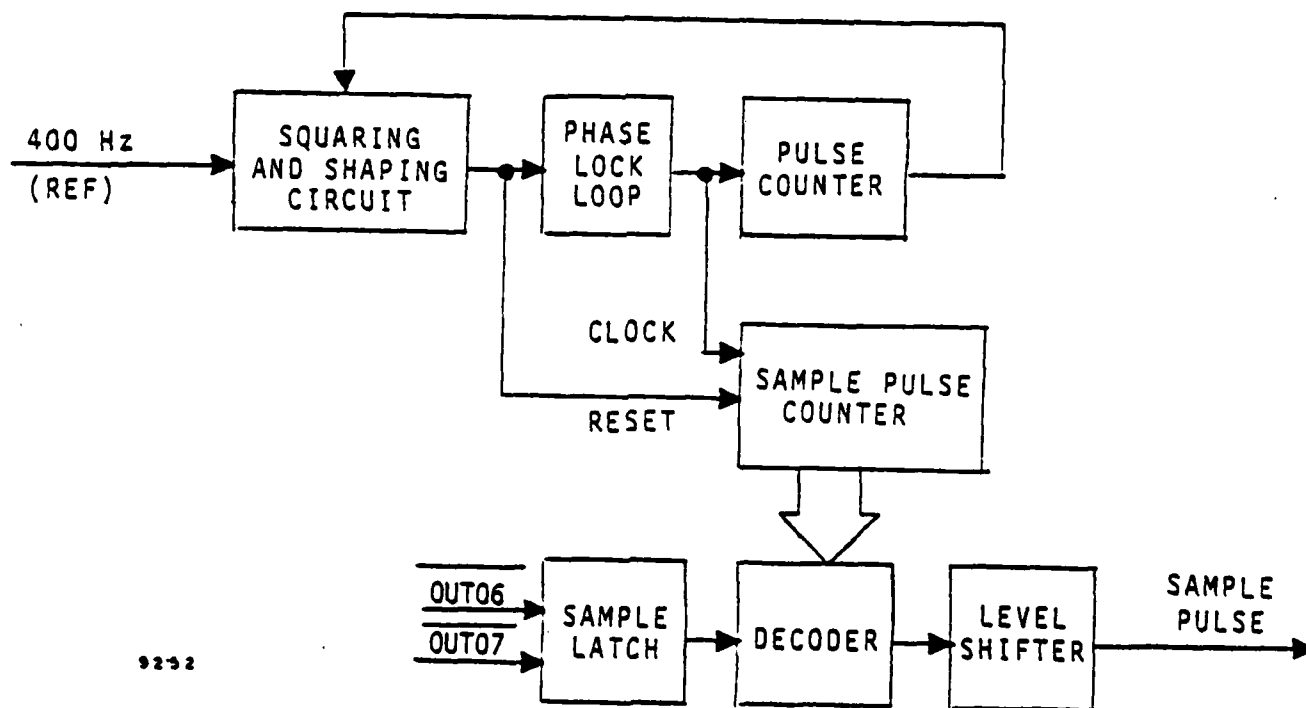 400 Hz
(REF)
SQUARING
AND SHAPING
CIRCUIT
PHASE
LOCK
LOOP
PULSE
COUNTER
CLOCK
RESET
SAMPLE PULSE
COUNTER
OUT06
OUT07
SAMPLE
LATCH
DECODER
LEVEL
SHIFTER
SAMPLE
PULSE